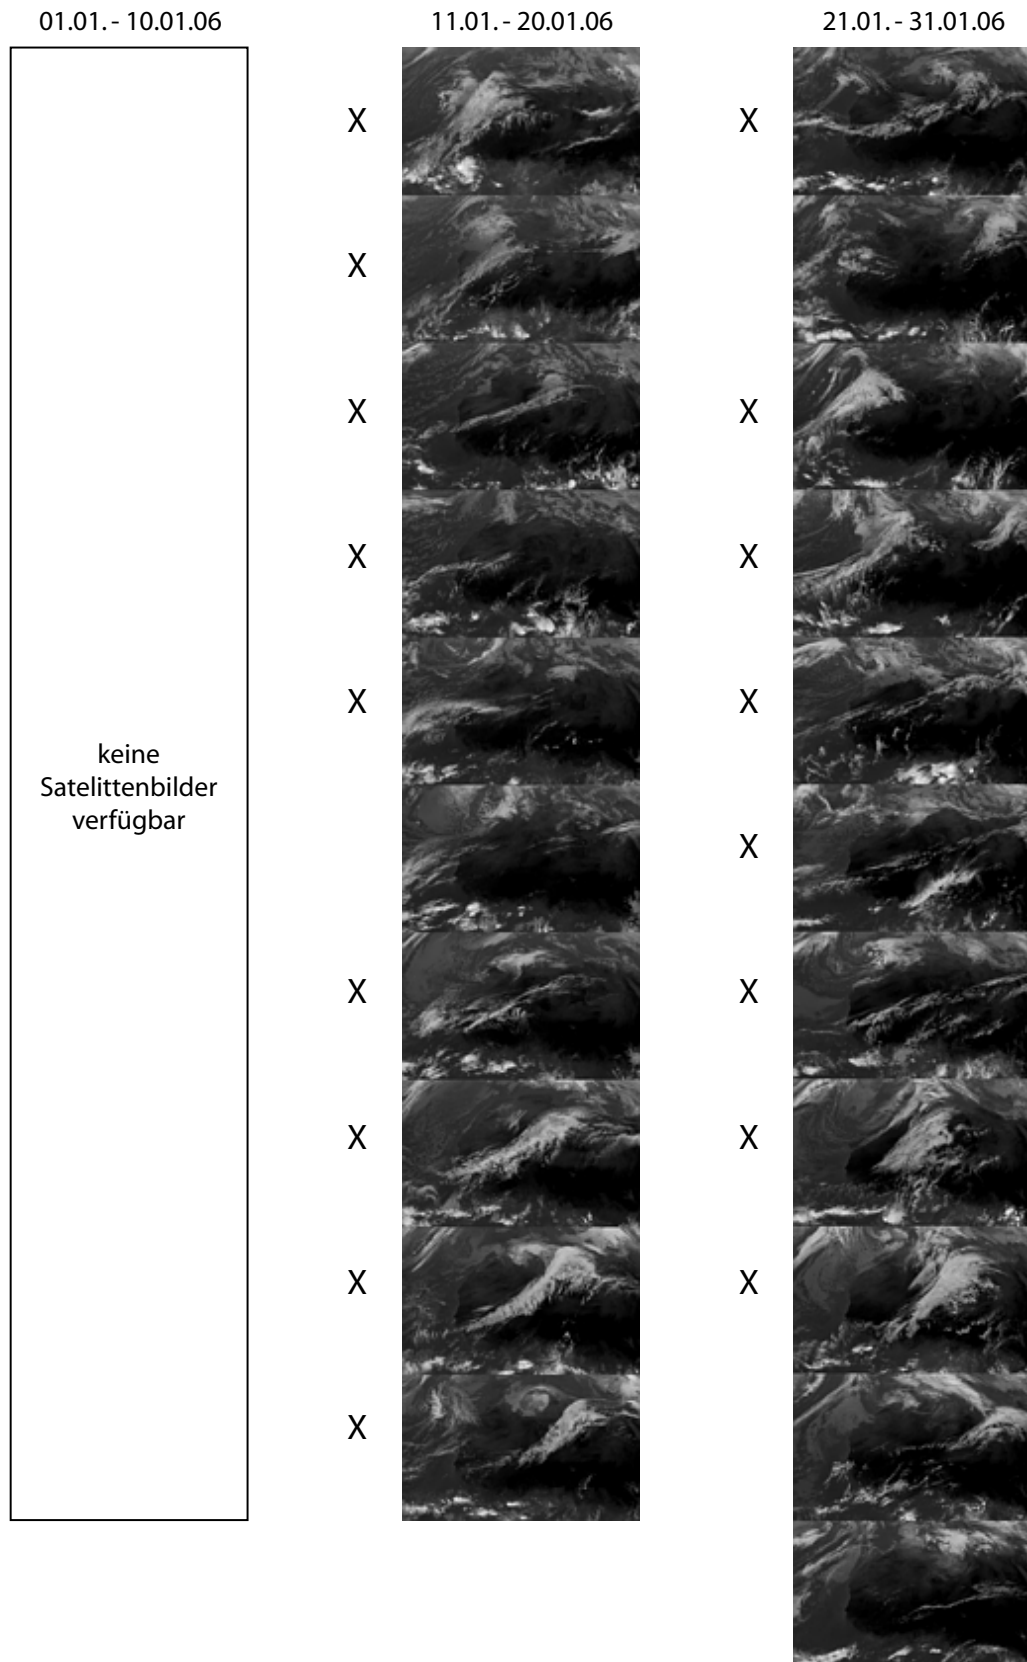 01.01. - 10.01.06
11.01. - 20.01.06
21.01. - 31.01.06
X X
X
X X
X X
X X
X
keine
Satelittenbilder
verfügbar
X X
X X
X X
X